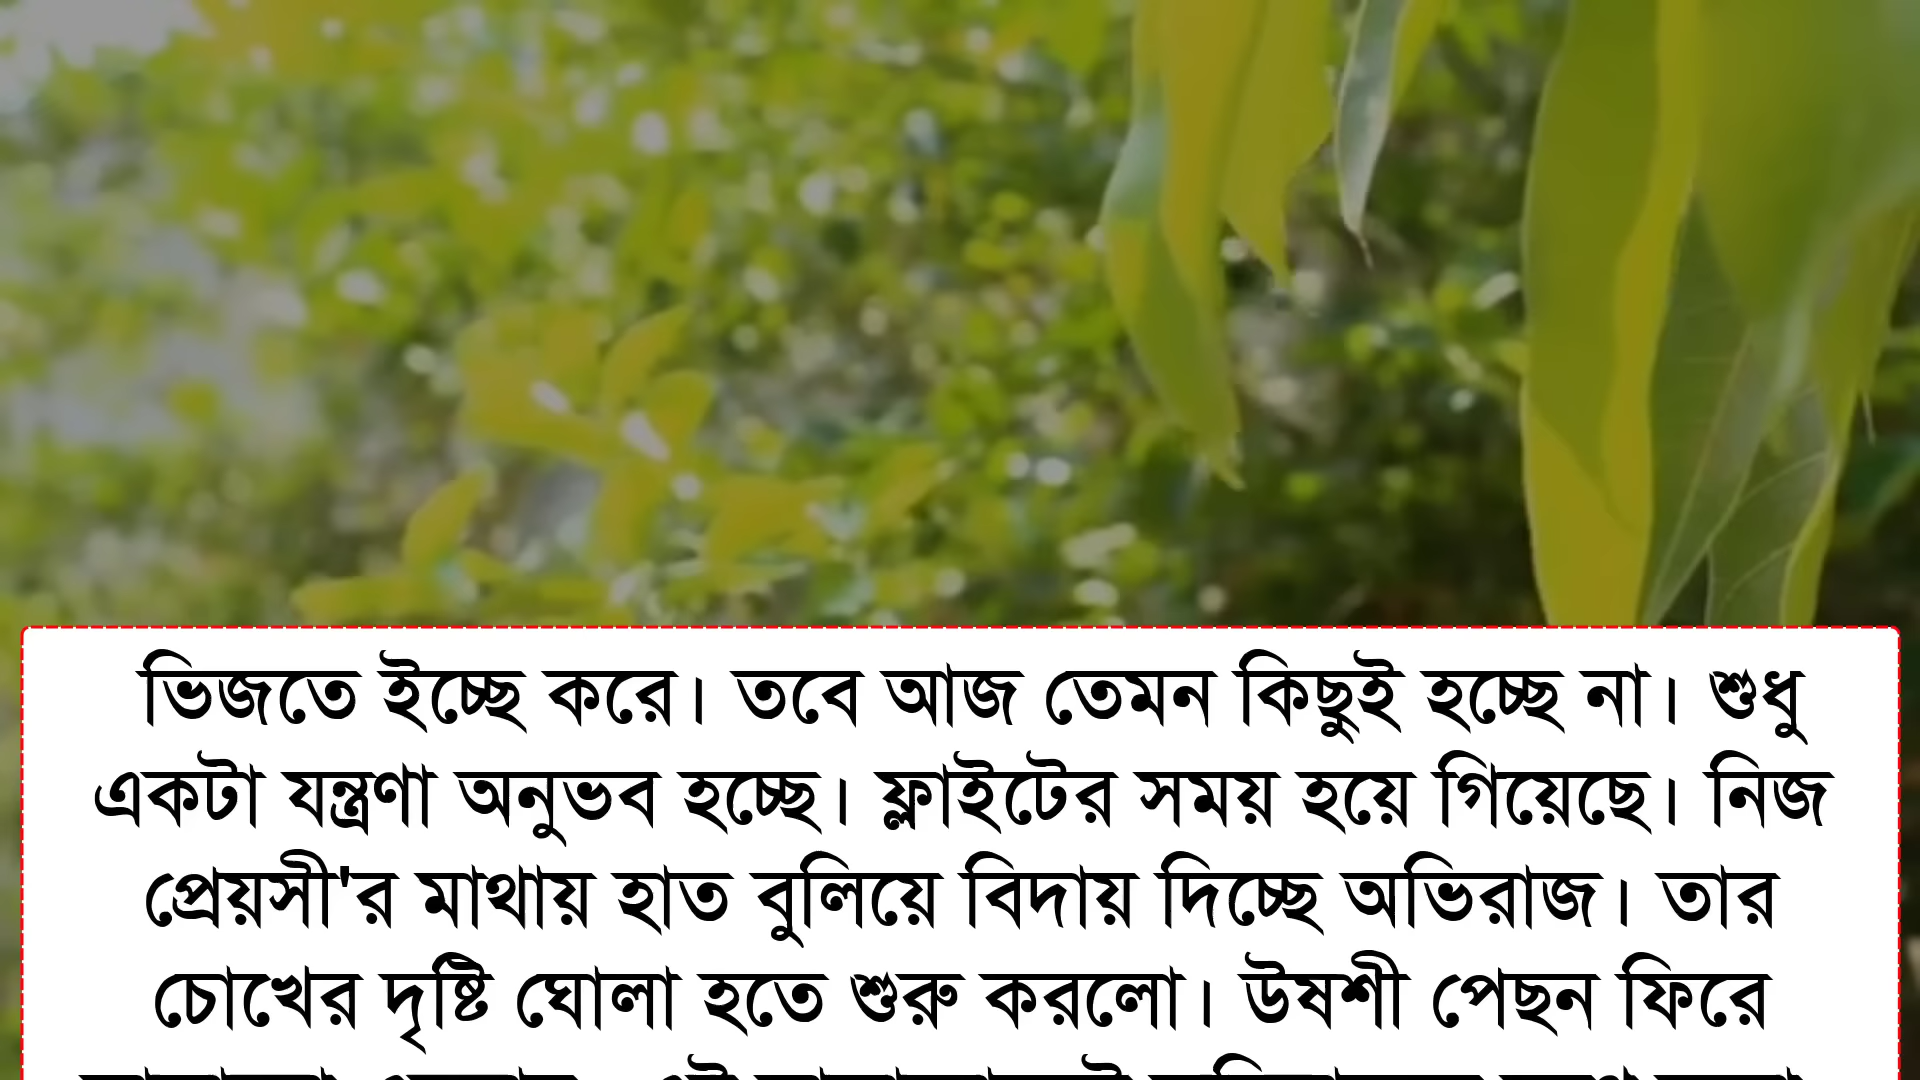 ভিজতে ইচ্ছে করে। তবে আজ তেমন কিছুই হচ্ছে না। শুধু
একটা যন্ত্রণা অনুভব হচ্ছে। ফ্লাইটের সময় হয়ে গিয়েছে। নিজ
প্রেয়সী'র মাথায় হাত বুলিয়ে বিদায় দিচ্ছে অভিরাজ। তার
চোখের দৃষ্টি ঘোলা হতে শুরু করলো। উষশী পেছন ফিরে